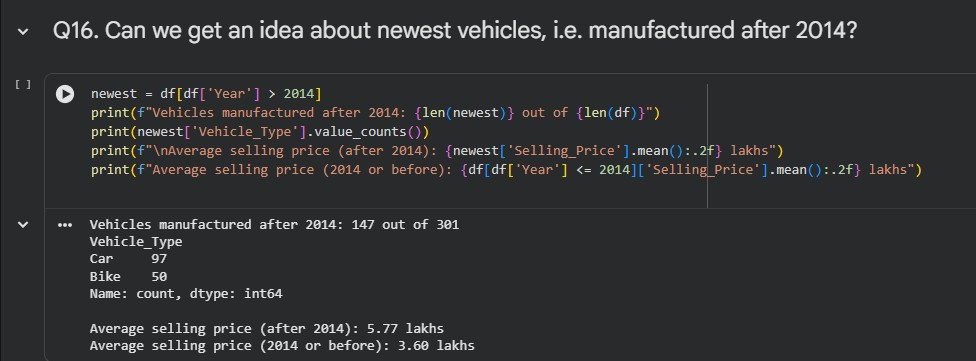 Q16. Can we get an idea about newest vehicles, i.e. manufactured after 2014?
[ ]
newest = df[df['Year'] > 2014]
print(f"Vehicles manufactured after 2014: {len(newest)} out of {len(df)}")
print(newest['Vehicle_Type'].value_counts())
print(f"\nAverage selling price (after 2014): {newest['Selling_Price'].mean():.2f} lakhs")
print(f"Average selling price (2014 or before): {df[df['Year'] <= 2014]['Selling_Price'].mean():.2f} lakhs")
Vehicles manufactured after 2014: 147 out of 301
Vehicle_Type
Car     97
Bike    50
Name: count, dtype: int64

Average selling price (after 2014): 5.77 lakhs
Average selling price (2014 or before): 3.60 lakhs